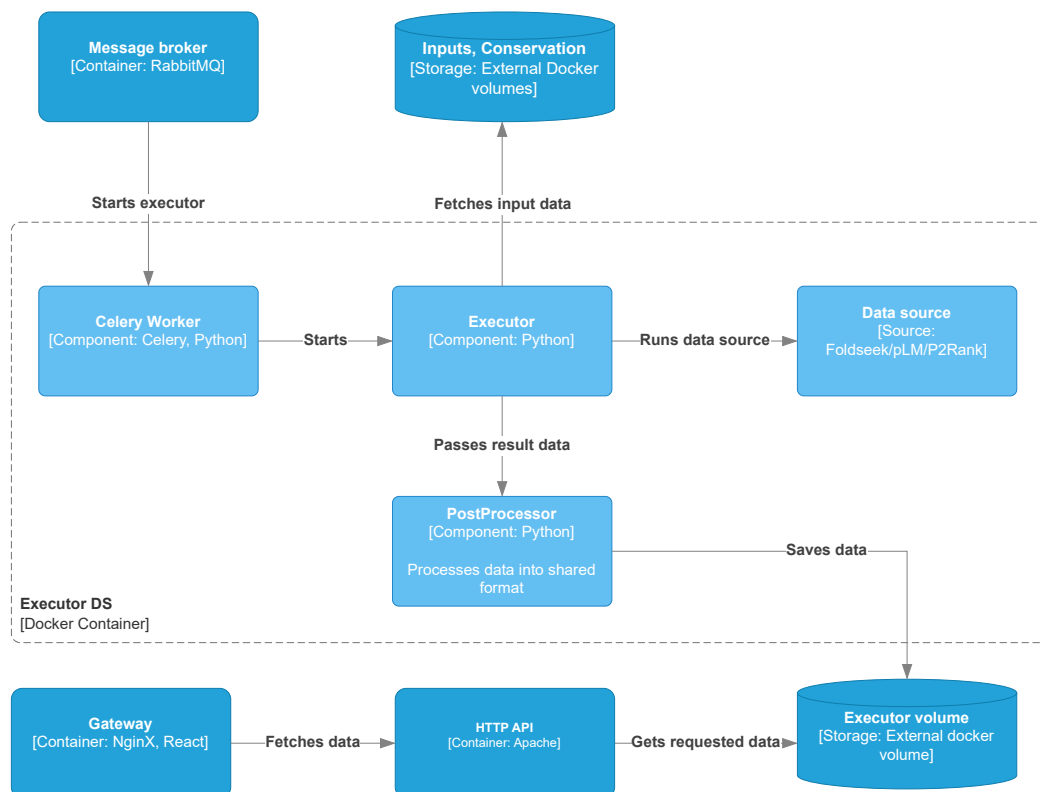 Message broker
[Container: RabbitMQ]
Inputs, Conservation
[Storage: External Docker
volumes]
Starts executor
Fetches input data
Celery Worker
[Component: Celery, Python]
Starts
Executor
[Component: Python]
Runs data source
Data source
[Source:
Foldseek/pLM/P2Rank]
Passes result data
PostProcessor
[Component: Python]
Processes data into shared
format
Saves data
Executor DS
[Docker Container]
Gateway
[Container: NginX, React]
Fetches data
HTTP API
[Container: Apache]
Gets requested data
Executor volume
[Storage: External docker
volume]